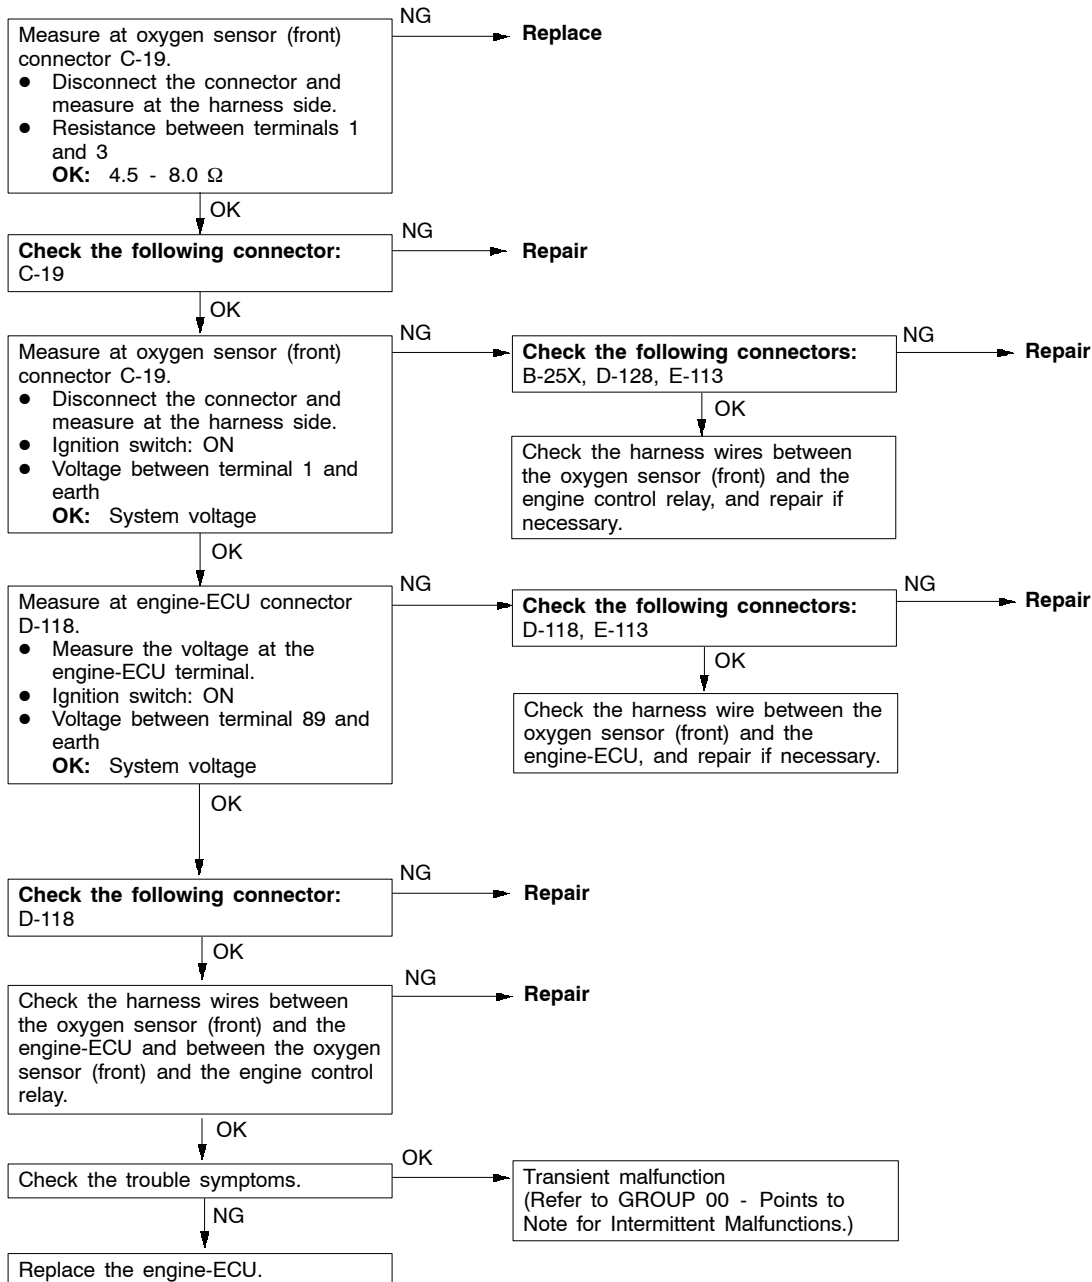 Measure at oxygen sensor (front)
connector C-19.
● Disconnect the connector and
measure at the harness side.
● Resistance between terminals 1
and 3
OK: 4.5 - 8.0 Ω
NG
Replace
OK
Check the following connector:
C-19
NG
Repair
OK
Measure at oxygen sensor (front)
connector C-19.
● Disconnect the connector and
measure at the harness side.
● Ignition switch: ON
● Voltage between terminal 1 and
earth
OK: System voltage
NG
Check the following connectors:
B-25X, D-128, E-113
NG
Repair
OK
Check the harness wires between
the oxygen sensor (front) and the
engine control relay, and repair if
necessary.
OK
Measure at engine-ECU connector
D-118.
● Measure the voltage at the
engine-ECU terminal.
● Ignition switch: ON
● Voltage between terminal 89 and
earth
OK: System voltage
NG
Check the following connectors:
D-118, E-113
NG
Repair
OK
Check the harness wire between the
oxygen sensor (front) and the
engine-ECU, and repair if necessary.
OK
Check the following connector:
D-118
NG
Repair
OK
Check the harness wires between
the oxygen sensor (front) and the
engine-ECU and between the oxygen
sensor (front) and the engine control
relay.
NG
Repair
OK
Check the trouble symptoms.
OK
Transient malfunction
(Refer to GROUP 00 - Points to
Note for Intermittent Malfunctions.)
NG
Replace the engine-ECU.